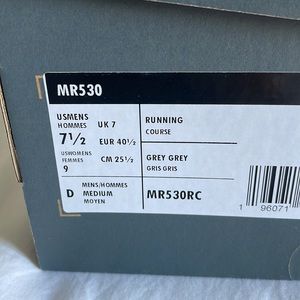 MR530
USMENS
HOMMES
7½
UK 7
EUR 40½
CM 25½
USWOMENS
FEMMES
9
D
MENS/HOMMES
MEDIUM
MOYEN
RUNNING
COURSE
GREY GREY
GRIS GRIS
MR530RC
1 96071